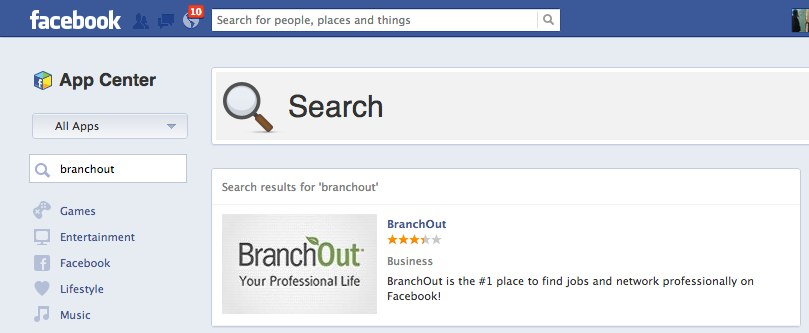 facebook
10
Search for people, places and things
App Center
All Apps
branchout
Games
Entertainment
Facebook
Lifestyle
Music
Search
Search results for 'branchout'
BranchOut
Your Professional Life
BranchOut
Business
BranchOut is the #1 place to find jobs and network professionally on
Facebook!